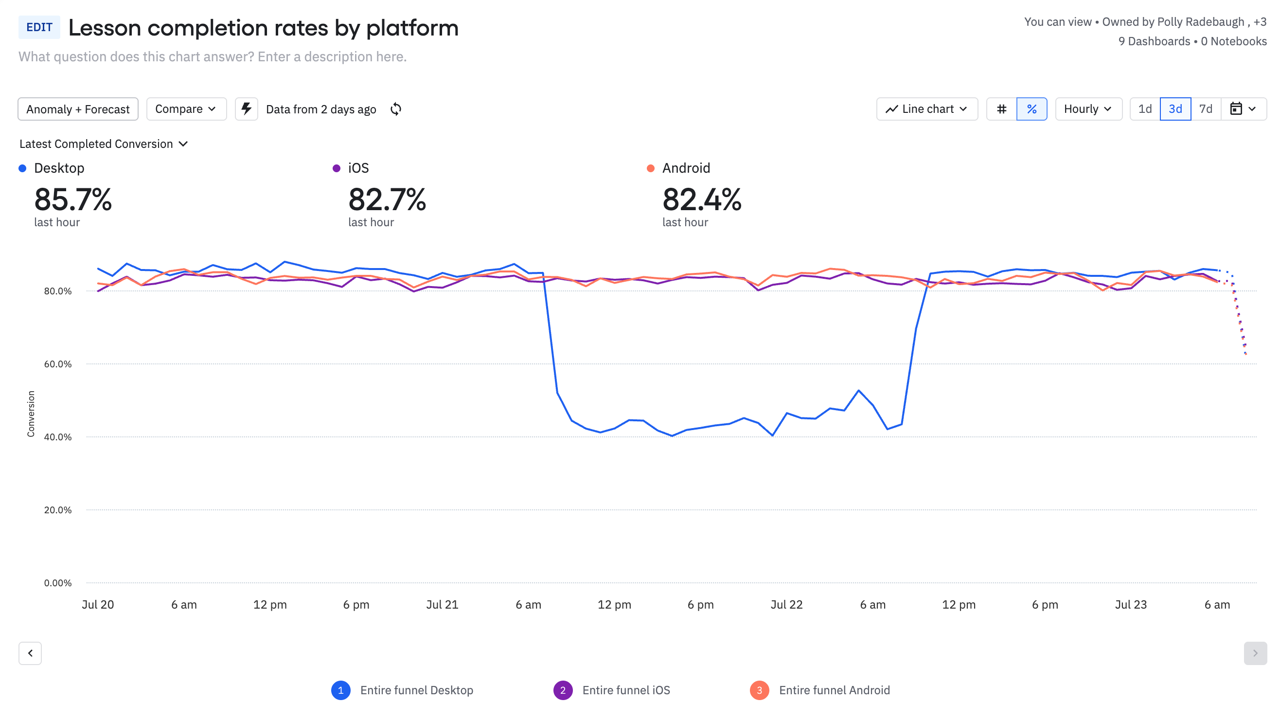 EDIT Lesson completion rates by platform
You can view • Owned by Polly Radebaugh , +3
What question does this chart answer? Enter a description here.
9 Dashboards • 0 Notebooks
Anomaly + Forecast Compare Data from 2 days ago Line chart # % Hourly 1d 3d 7d
Latest Completed Conversion
Desktop iOS Android
85.7% 82.7% 82.4%
last hour last hour last hour
80.0%
60.0%
40.0%
20.0%
0.00%
Conversion
Jul 20 6 am 12 pm 6 pm Jul 21 6 am 12 pm 6 pm Jul 22 6 am 12 pm 6 pm Jul 23 6 am
1 Entire funnel Desktop 2 Entire funnel iOS 3 Entire funnel Android